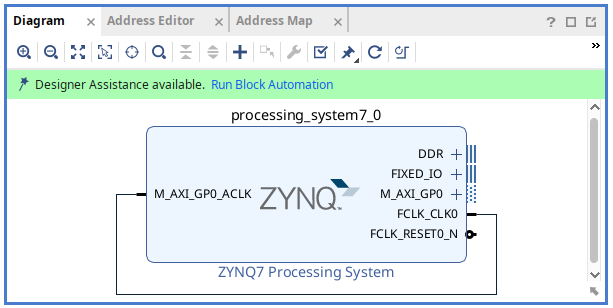 Diagram × Address Editor × Address Map × ?
»
Designer Assistance available. Run Block Automation
processing_system7_0
DDR
FIXED_IO
M_AXI_GP0_ACLK ZYNQ™ M_AXI_GP0
FCLK_CLK0
FCLK_RESET0_N
ZYNQ7 Processing System